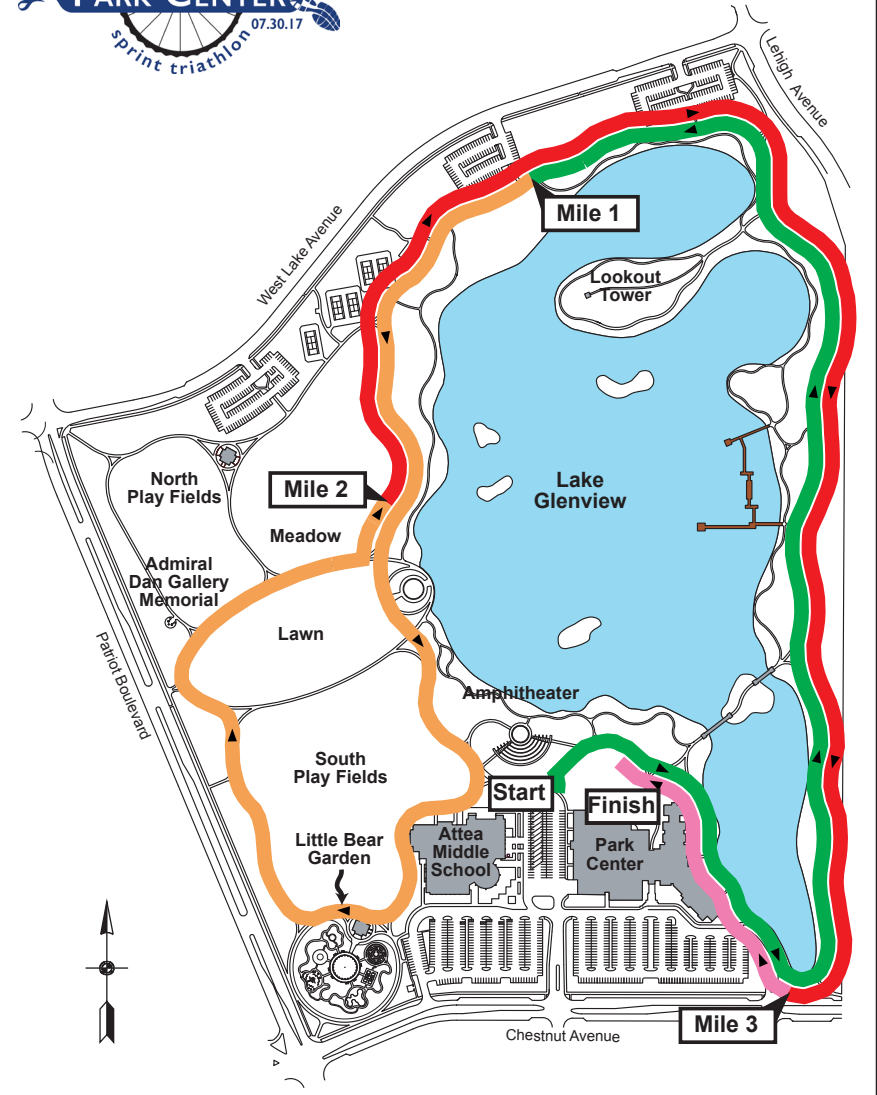 PARK CENTER
sprint triathlon
07.30.17
Lehigh Avenue
West Lake Avenue
Mile 1
Lookout
Tower
Lake
Glenview
North
Play Fields
Mile 2
Meadow
Admiral
Dan Gallery
Memorial
Lawn
Patriot Boulevard
Amphitheater
South
Play Fields
Start
Finish
Little Bear
Garden
Attea
Middle
School
Park
Center
Mile 3
Chestnut Avenue